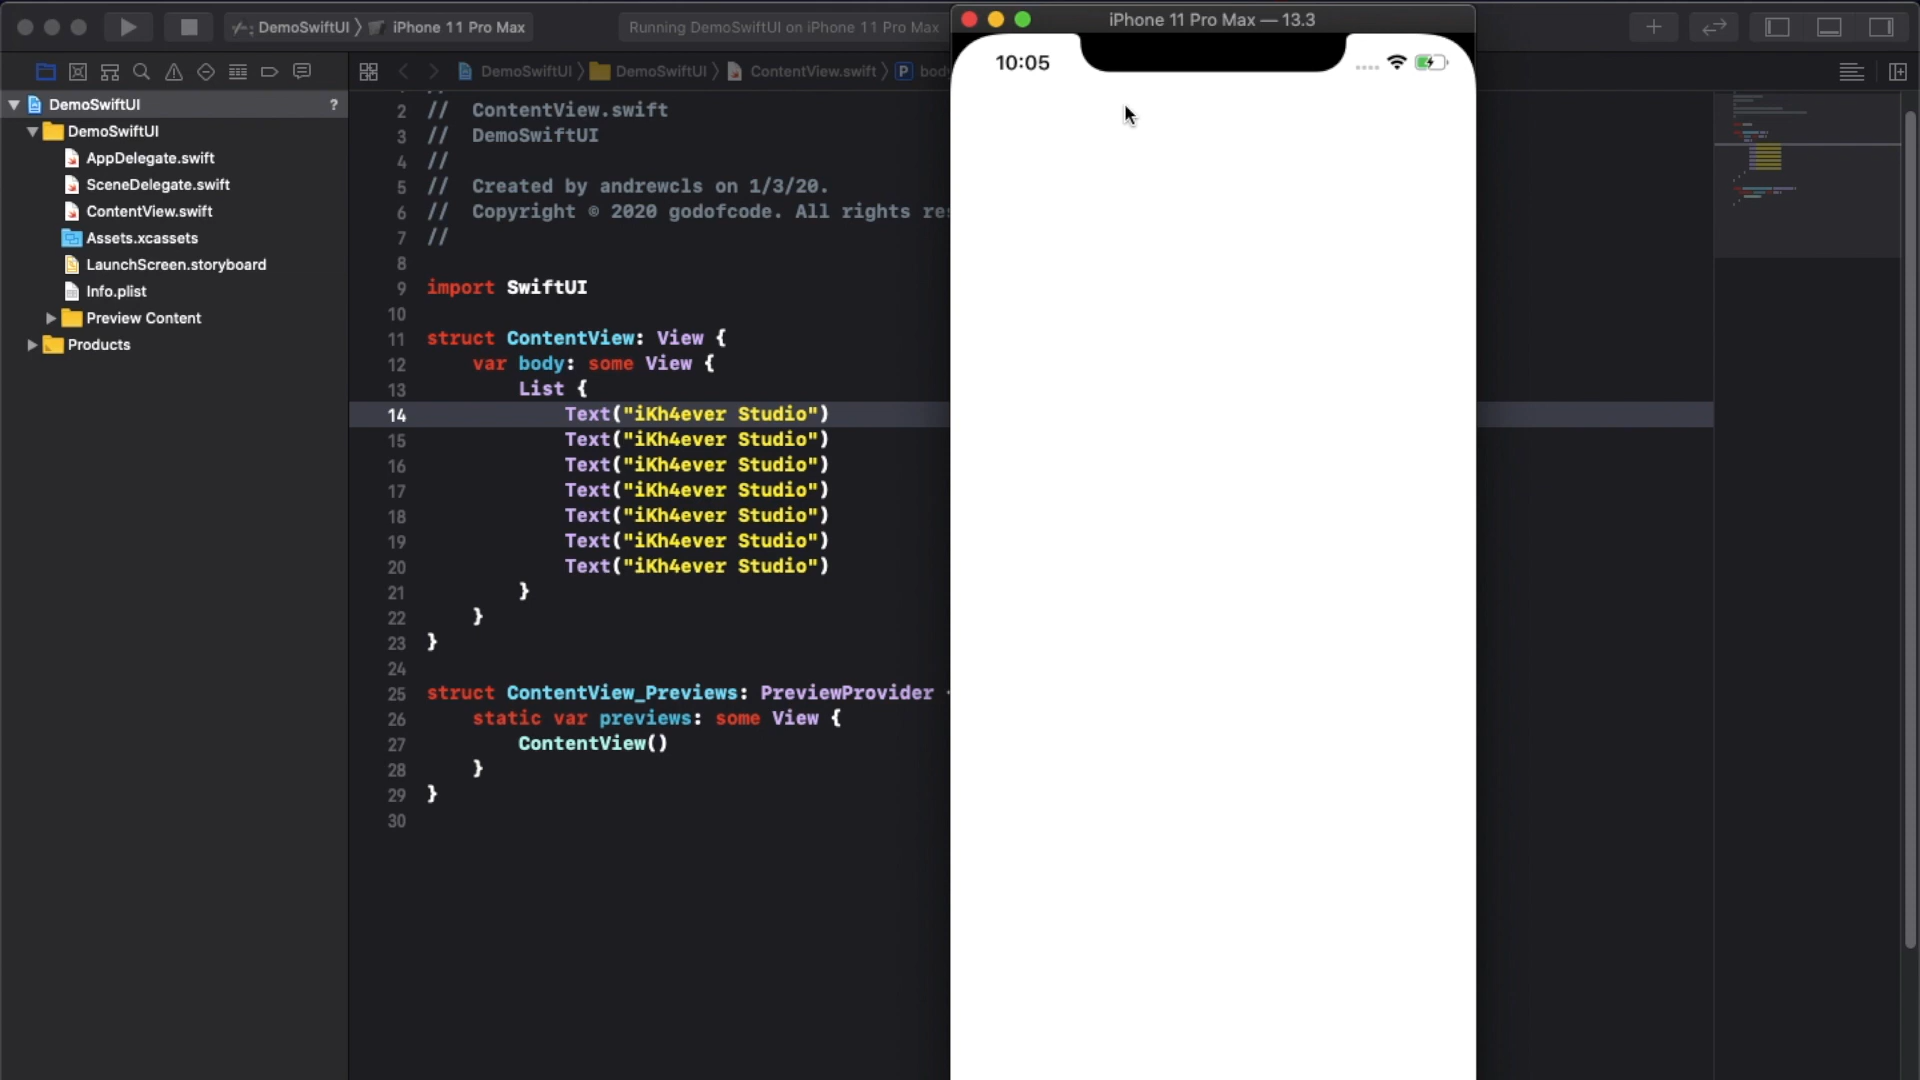 DemoSwiftUI
iPhone 11 Pro Max
Running DemoSwiftUI on iPhone 11 Pro Max
iPhone 11 Pro Max — 13.3
DemoSwiftUI
DemoSwiftUI
ContentView.swift
P
10:05
DemoSwiftUI
?
DemoSwiftUI
AppDelegate.swift
SceneDelegate.swift
ContentView.swift
Assets.xcassets
LaunchScreen.storyboard
Info.plist
Preview Content
Products
2 // ContentView.swift
3 // DemoSwiftUI
4 //
5 // Created by andrewcls on 1/3/20.
6 // Copyright © 2020 godofcode. All rights
7 //
8
9 import SwiftUI
10
11 struct ContentView: View {
12 var body: some View {
13 List {
14 Text("iKh4ever Studio")
15 Text("iKh4ever Studio")
16 Text("iKh4ever Studio")
17 Text("iKh4ever Studio")
18 Text("iKh4ever Studio")
19 Text("iKh4ever Studio")
20 Text("iKh4ever Studio")
21 }
22 }
23 }
24
25 struct ContentView_Previews: PreviewProvider
26 static var previews: some View {
27 ContentView()
28 }
29 }
30